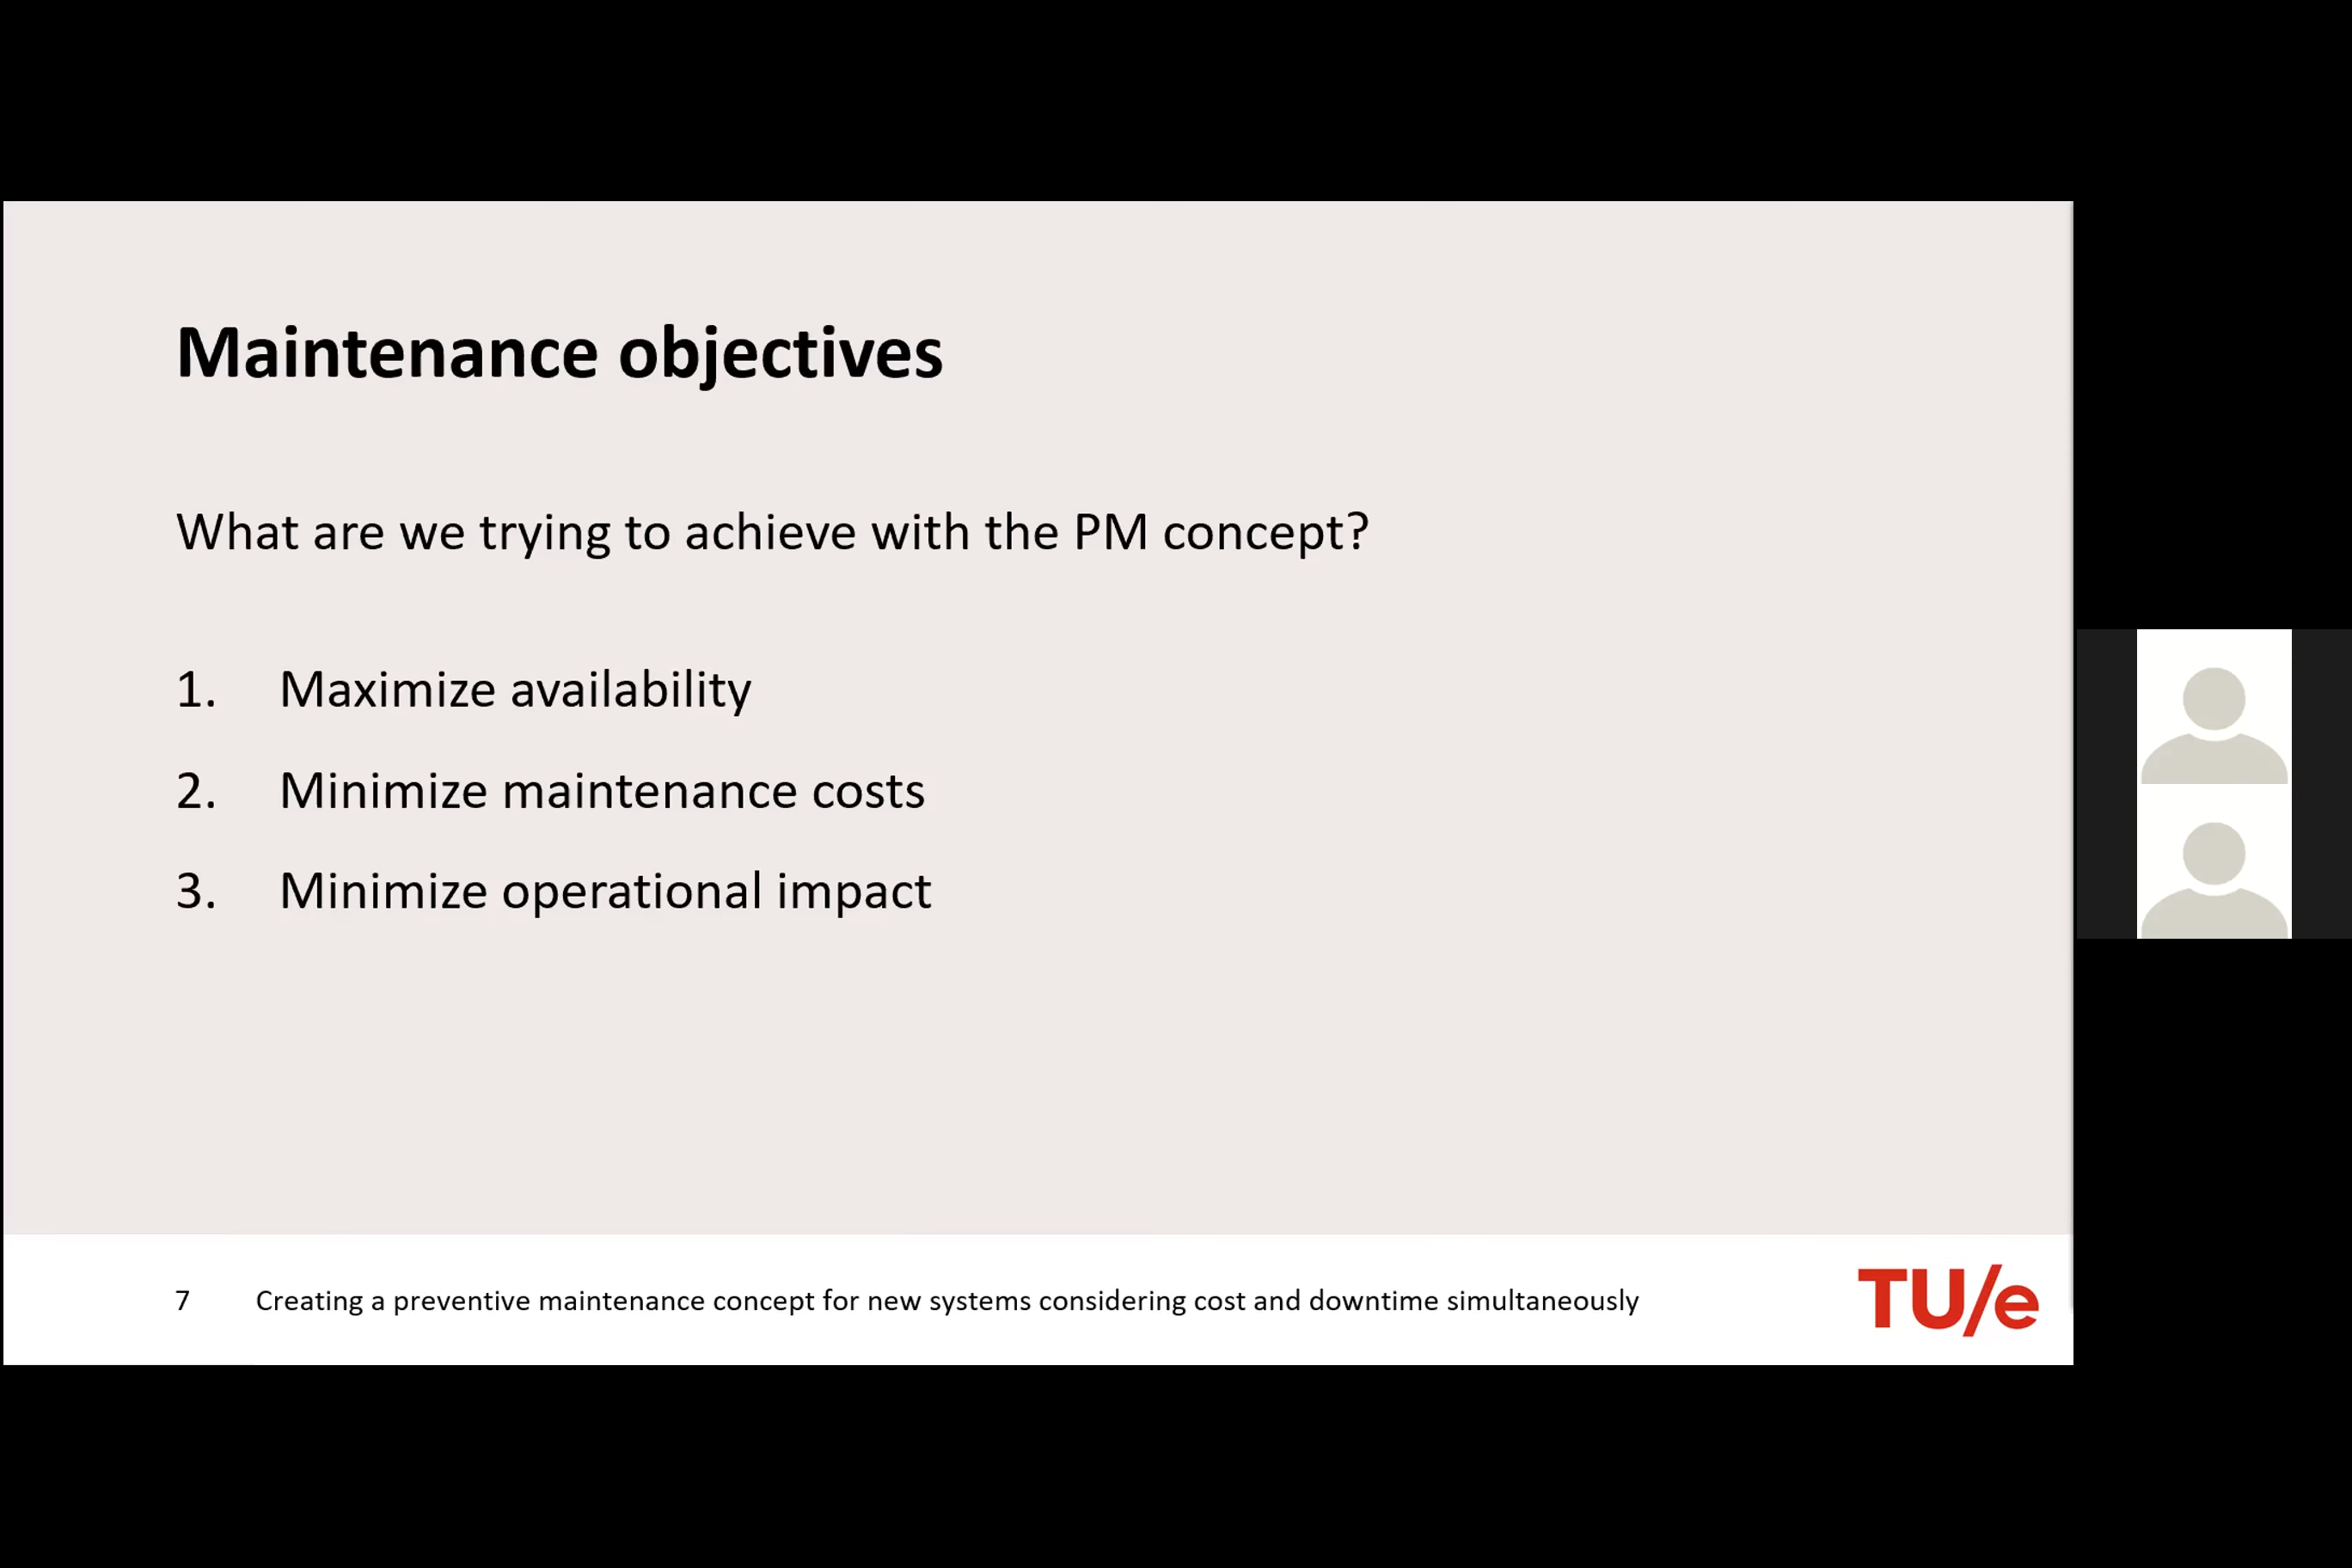 Maintenance objectives
What are we trying to achieve with the PM concept?
1. Maximize availability
2. Minimize maintenance costs
3. Minimize operational impact
7 Creating a preventive maintenance concept for new systems considering cost and downtime simultaneously
TU/e